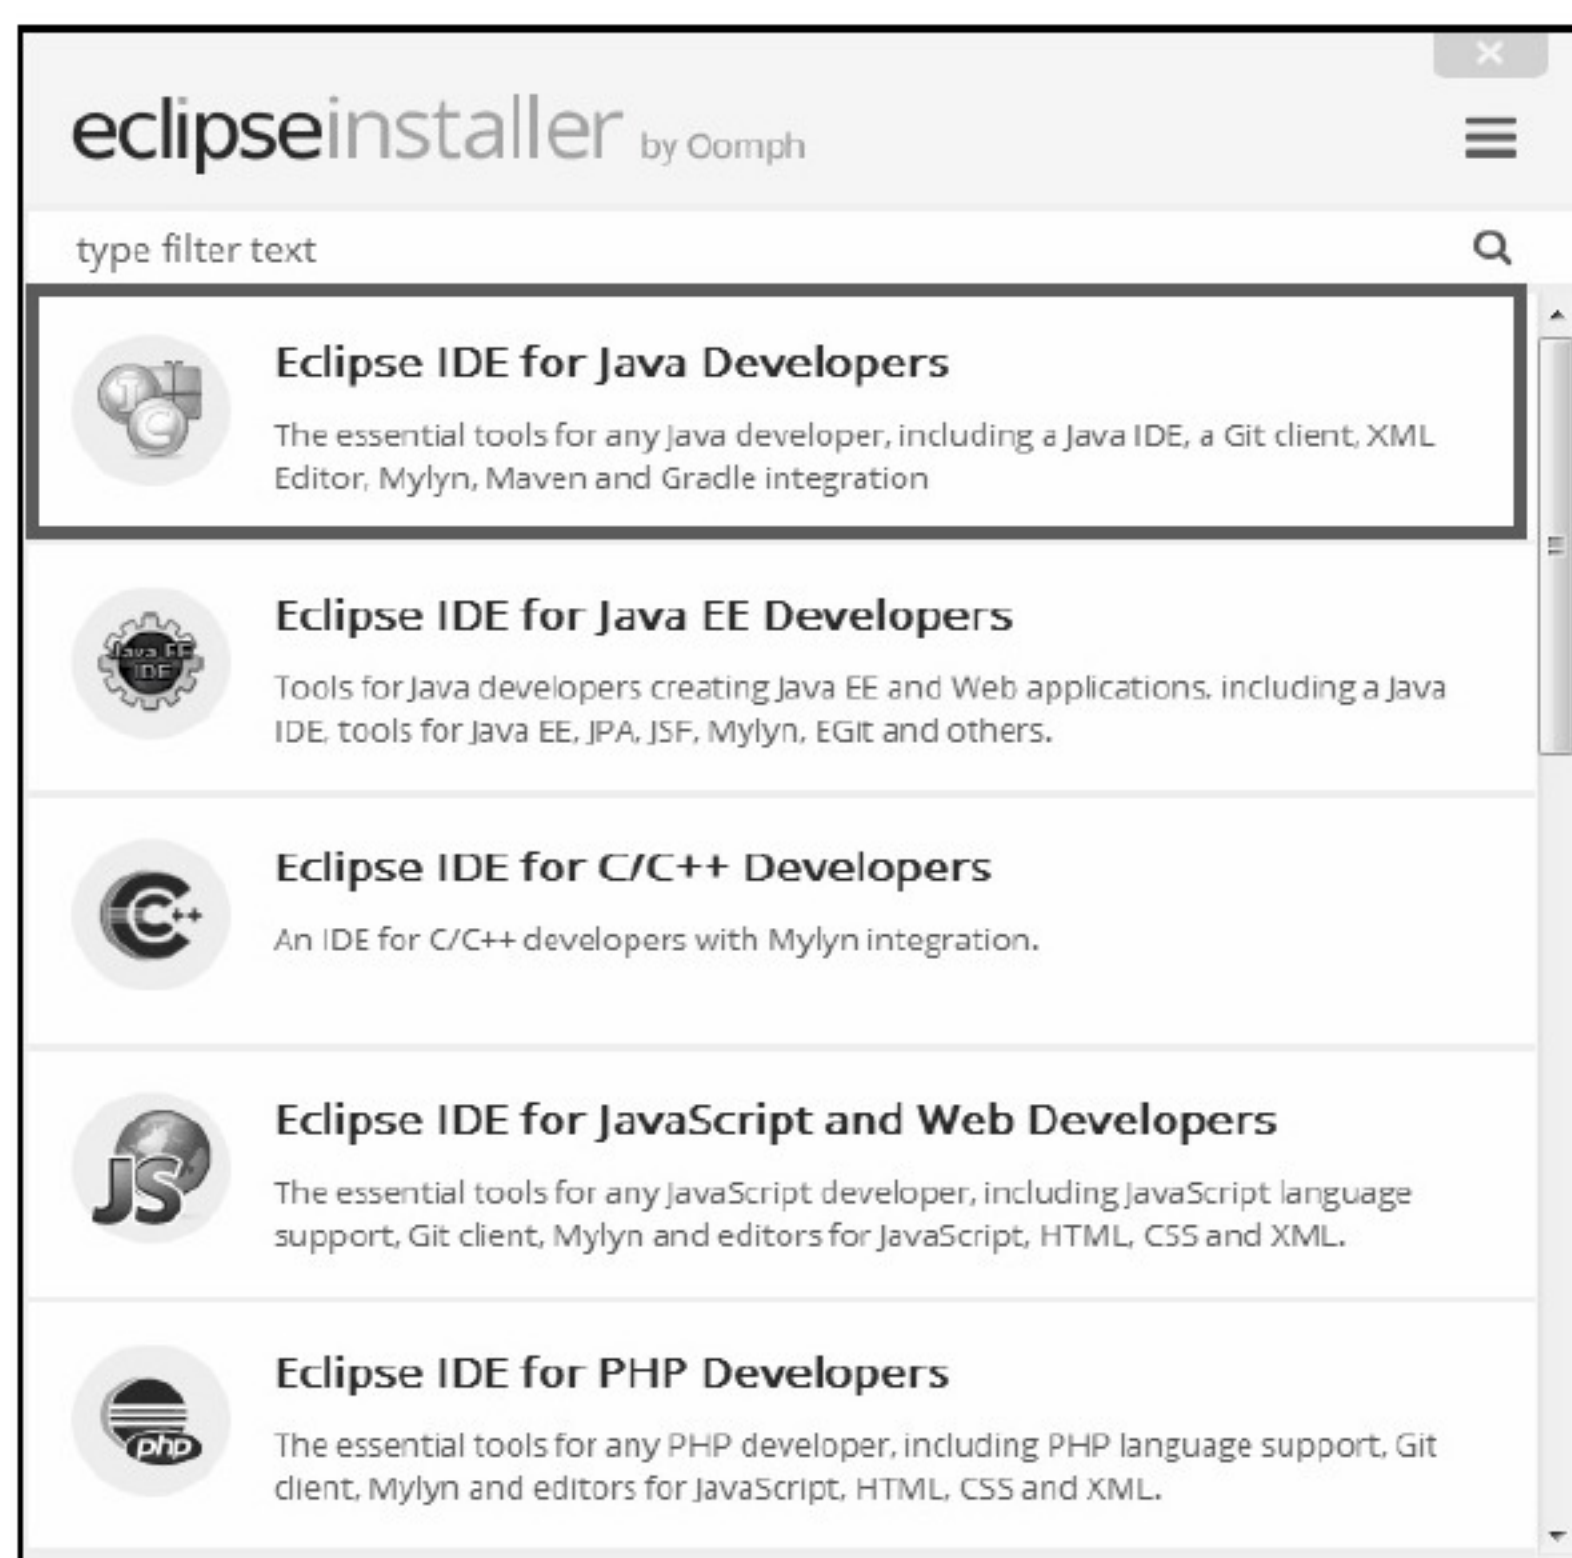 eclipseinstaller by Oomph
type filter text
Eclipse IDE for Java Developers
The essential tools for any Java developer, including a Java IDE, a Git client, XML
Editor, Mylyn, Maven and Gradle integration
Java EE
IDE
Eclipse IDE for Java EE Developers
Tools for Java developers creating Java EE and Web applications, including a Java
IDE, tools for Java EE, JPA, JSF, Mylyn, EGit and others.
C++
Eclipse IDE for C/C++ Developers
An IDE for C/C++ developers with Mylyn integration.
JS
Eclipse IDE for JavaScript and Web Developers
The essential tools for any JavaScript developer, including JavaScript language
support, Git client, Mylyn and editors for JavaScript, HTML, CSS and XML.
php
Eclipse IDE for PHP Developers
The essential tools for any PHP developer, including PHP language support, Git
client, Mylyn and editors for JavaScript, HTML, CSS and XML.